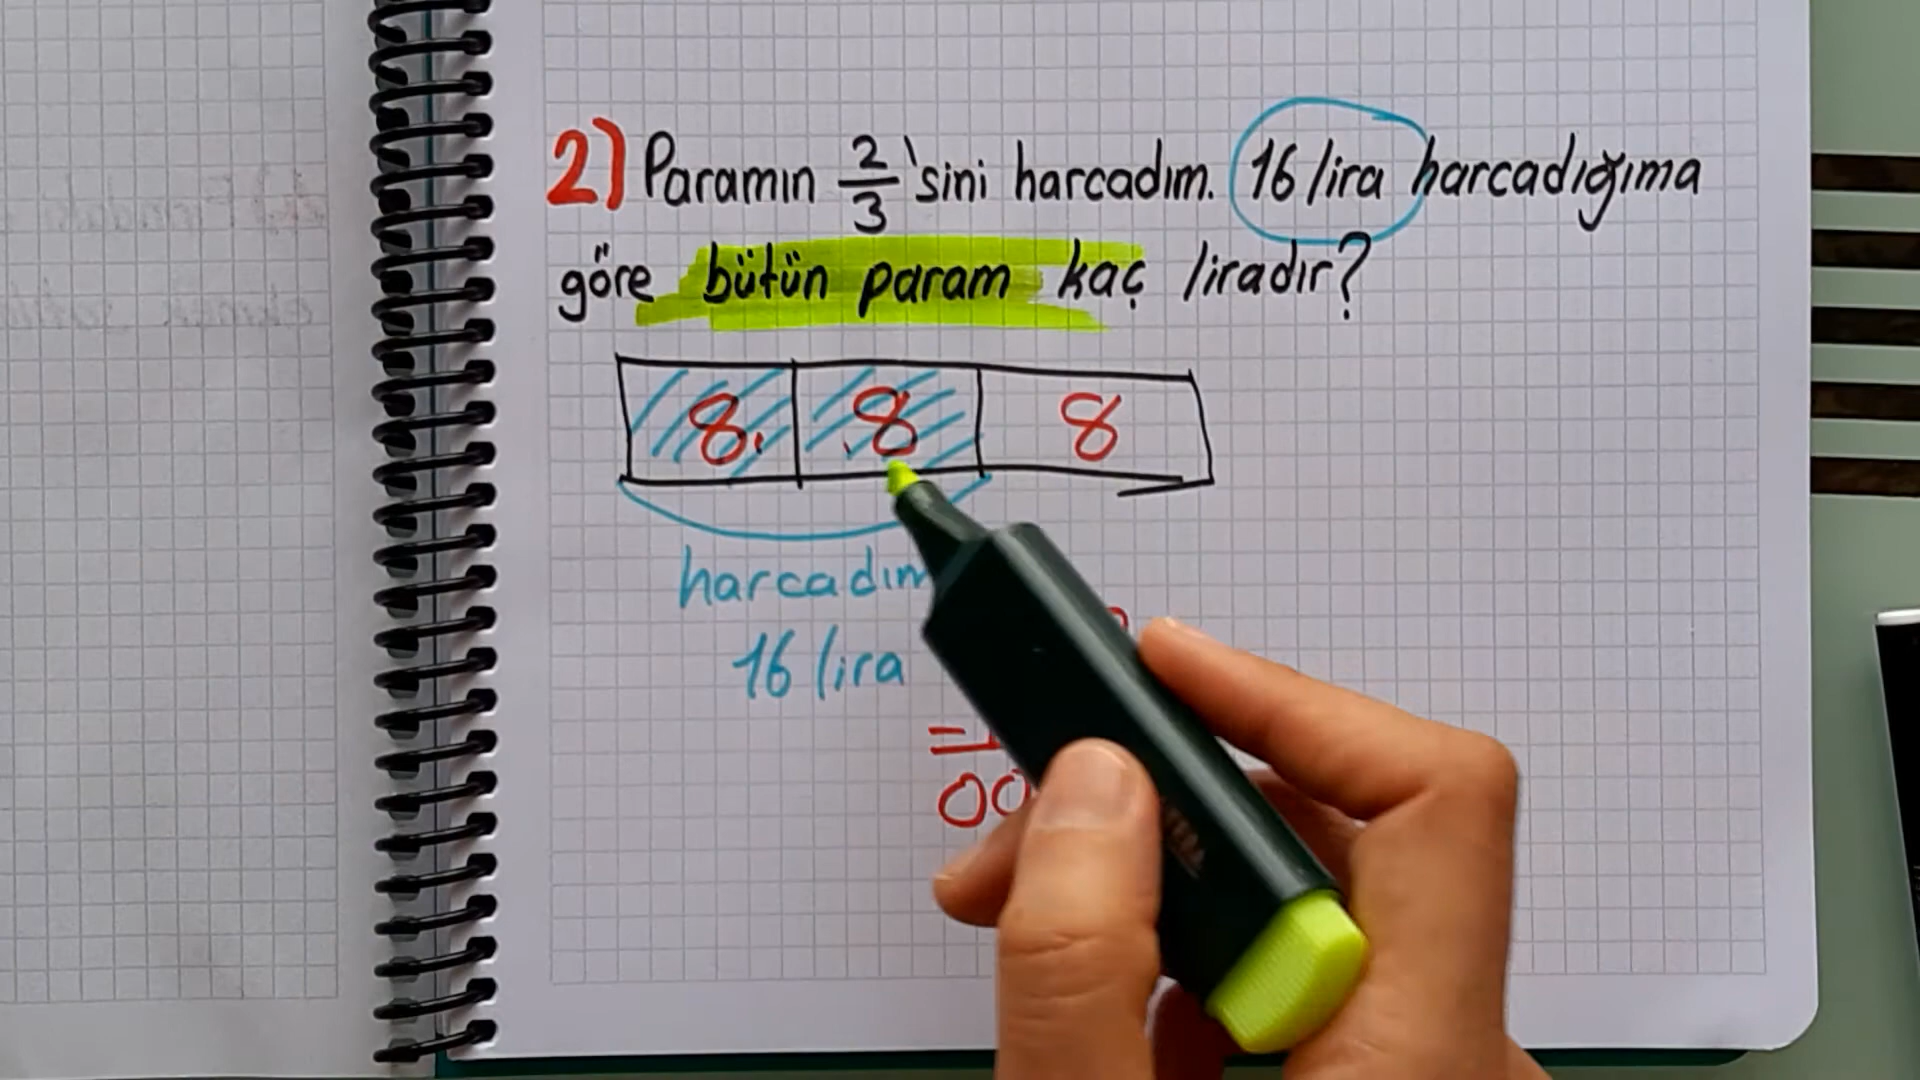 2) Paramın 2/3'sini harcadım. 16 lira harcadığıma
göre bütün param kaç liradır?
8 8 8
harcadım
16 lira